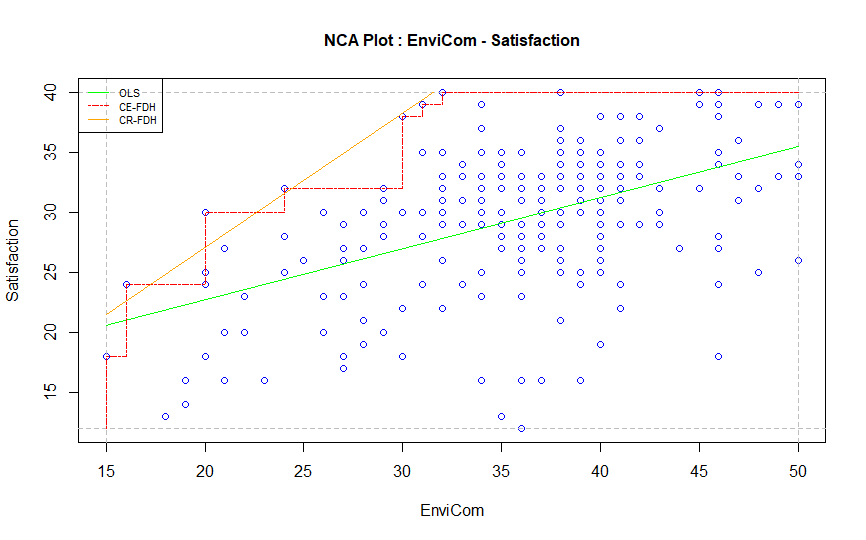 NCA Plot : EnviCom - Satisfaction
OLS
CE-FDH
CR-FDH
Satisfaction
40
35
30
25
20
15
15 20 25 30 35 40 45 50
EnviCom